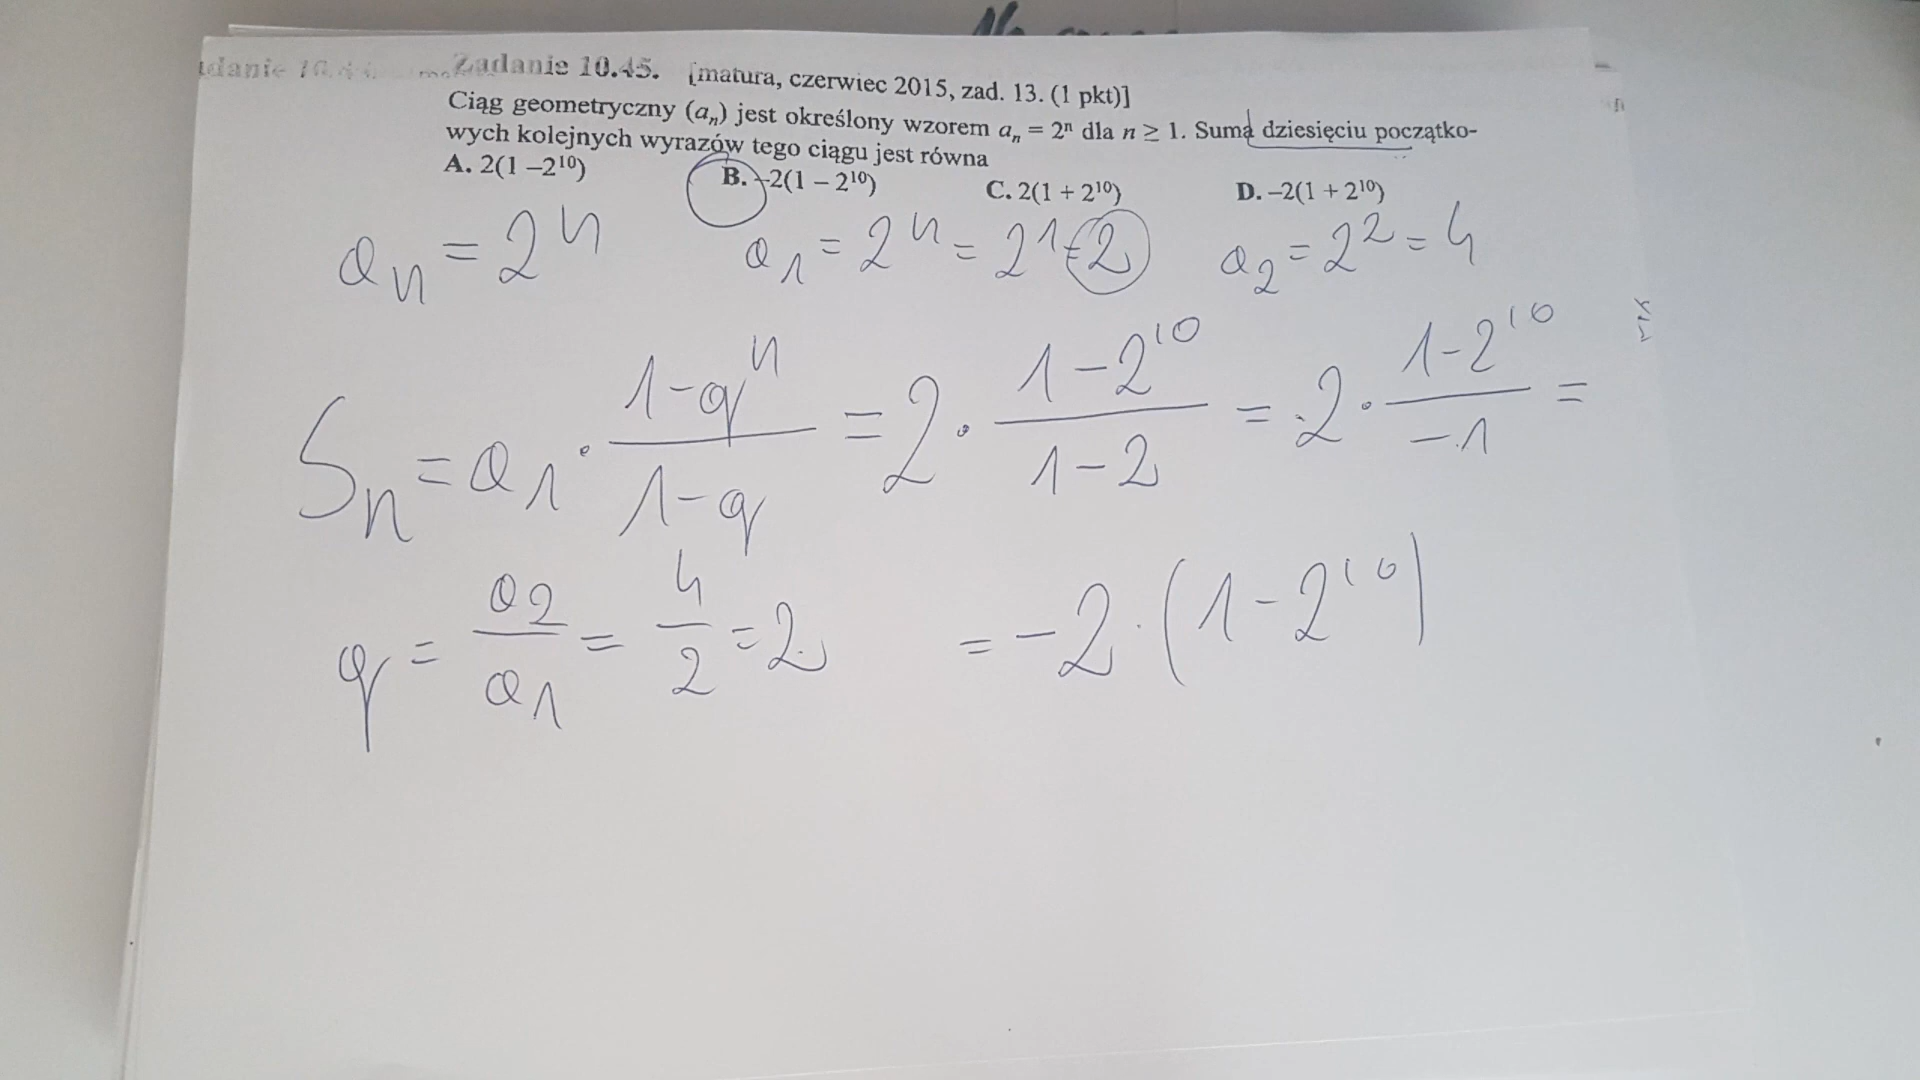 Zadanie 10.45. [matura, czerwiec 2015, zad. 13. (1 pkt)]
Ciąg geometryczny (aₙ) jest określony wzorem aₙ = 2ⁿ dla n ≥ 1. Suma dziesięciu początko-
wych kolejnych wyrazów tego ciągu jest równa
A. 2(1 –2¹⁰) B. –2(1 – 2¹⁰) C. 2(1 + 2¹⁰) D. –2(1 + 2¹⁰)
aₙ = 2ⁿ a₁ = 2ⁿ = 2¹ = 2 a₂ = 2² = 4
Sₙ = a₁ · (1-qⁿ)/(1-q) = 2 · (1-2¹⁰)/(1-2) = 2 · (1-2¹⁰)/(-1) =
q = a₂/a₁ = 4/2 = 2 = -2 · (1-2¹⁰)